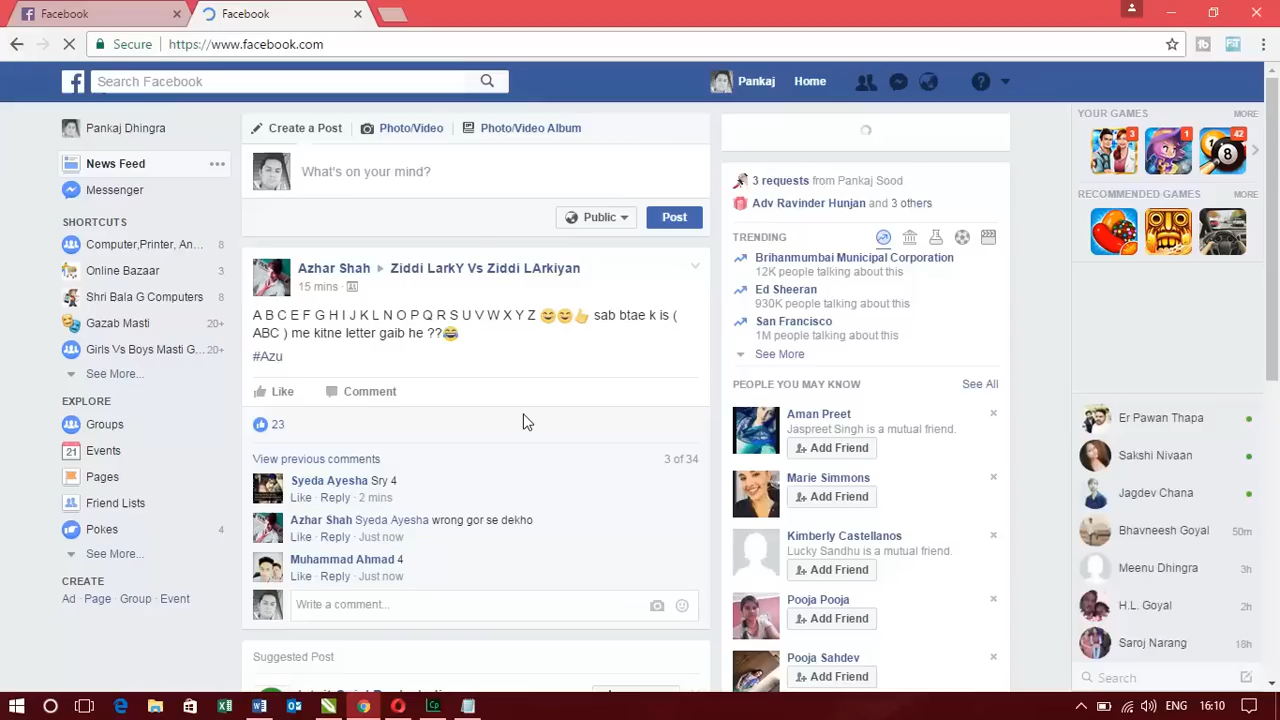 Facebook
Facebook
Secure
https://www.facebook.com
Search Facebook
Pankaj
Home
Pankaj Dhingra
News Feed
Messenger
SHORTCUTS
Computer,Printer, An... 8
Online Bazaar 3
Shri Bala G Computers 8
Gazab Masti 20+
Girls Vs Boys Masti G... 20+
See More...
EXPLORE
Groups
Events
21
Pages
Friend Lists
Pokes 4
See More...
CREATE
Ad · Page · Group · Event
Create a Post
Photo/Video
Photo/Video Album
What's on your mind?
Public
Post
Azhar Shah ▸ Ziddi LarkY Vs Ziddi LArkiyan
15 mins ·
A B C E F G H I J K L N O P Q R S U V W X Y Z 😊😊👍 sab btae k is (
ABC ) me kitne letter gaib he ??😂
#Azu
Like
Comment
23
View previous comments
3 of 34
Syeda Ayesha Sry 4
Like · Reply · 2 mins
Azhar Shah Syeda Ayesha wrong gor se dekho
Like · Reply · Just now
Muhammad Ahmad 4
Like · Reply · Just now
Write a comment...
Suggested Post
3 requests from Pankaj Sood
Adv Ravinder Hunjan and 3 others
TRENDING
Brihanmumbai Municipal Corporation
12K people talking about this
Ed Sheeran
930K people talking about this
San Francisco
1M people talking about this
See More
PEOPLE YOU MAY KNOW
See All
Aman Preet
Jaspreet Singh is a mutual friend.
Add Friend
Marie Simmons
Add Friend
Kimberly Castellanos
Lucky Sandhu is a mutual friend.
Add Friend
Pooja Pooja
Add Friend
Pooja Sahdev
Add Friend
YOUR GAMES
MORE
3
1
42
8
RECOMMENDED GAMES
MORE
Er Pawan Thapa
Sakshi Nivaan
Jagdev Chana
Bhavneesh Goyal 50m
Meenu Dhingra 3h
H.L. Goyal 2h
Saroj Narang 18h
Search
ENG
16:10